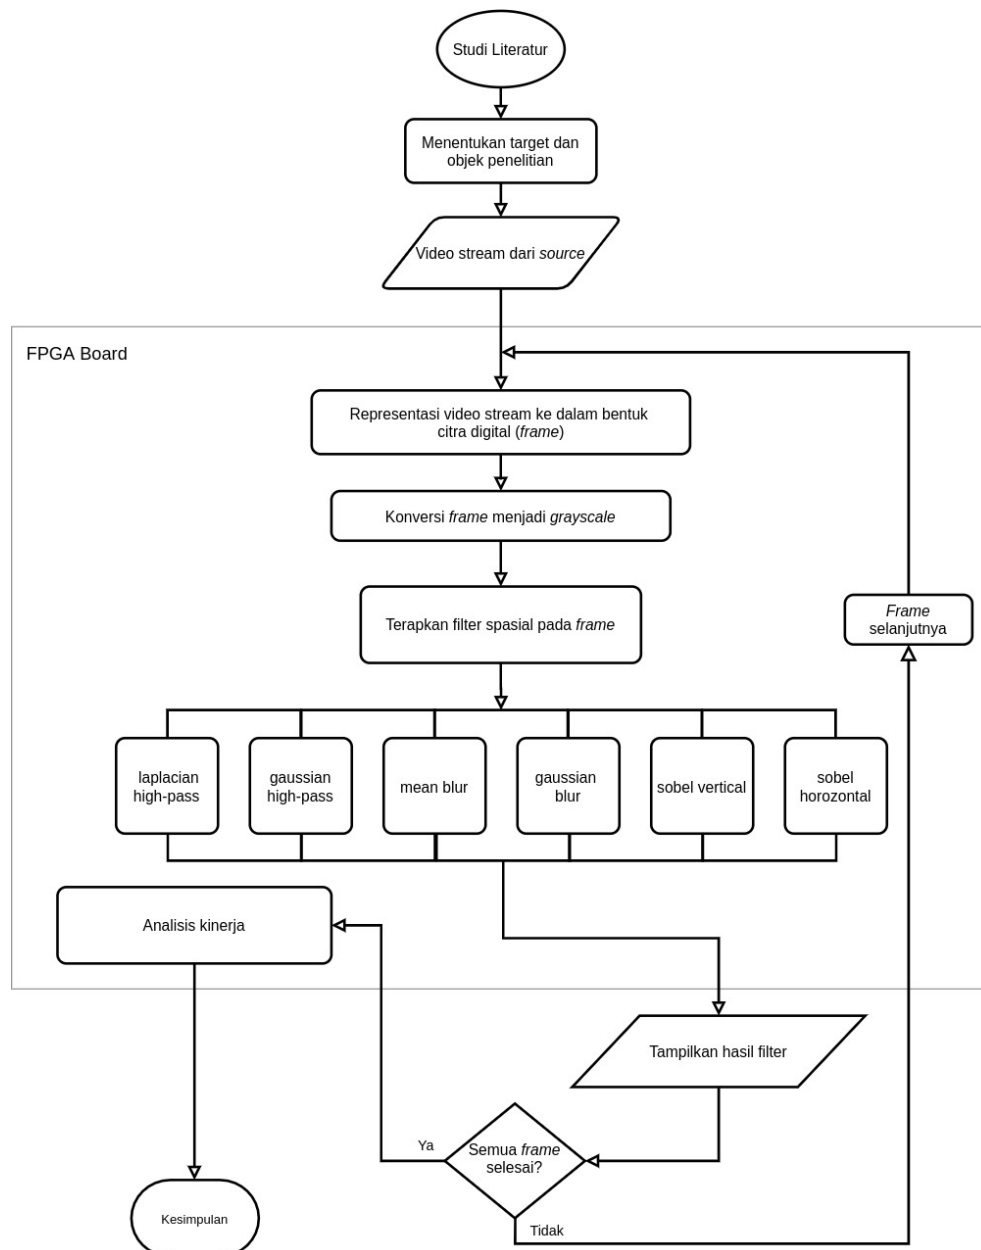 Studi Literatur
Menentukan target dan
objek penelitian
Video stream dari source
FPGA Board
Representasi video stream ke dalam bentuk
citra digital (frame)
Konversi frame menjadi grayscale
Terapkan filter spasial pada frame
Frame
selanjutnya
laplacian
high-pass
gaussian
high-pass
mean blur
gaussian
blur
sobel vertical
sobel
horozontal
Analisis kinerja
Tampilkan hasil filter
Ya
Semua frame
selesai?
Tidak
Kesimpulan